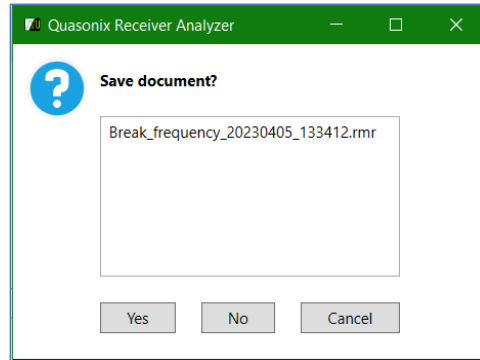 Quasonix Receiver Analyzer
Save document?
Break_frequency_20230405_133412.rmr
Yes No Cancel